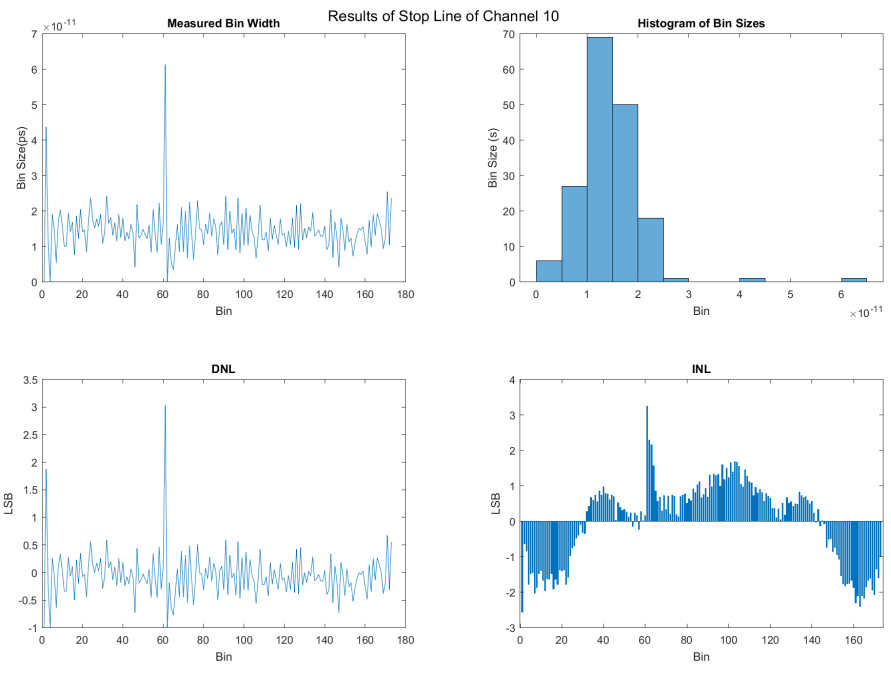 Results of Stop Line of Channel 10
Measured Bin Width
×10⁻¹¹
7
6
5
4
3
2
1
0
Bin Size(ps)
0 20 40 60 80 100 120 140 160 180
Bin
Histogram of Bin Sizes
70
60
50
40
30
20
10
0
Bin Size (s)
0 1 2 3 4 5 6
Bin
×10⁻¹¹
DNL
3.5
3
2.5
2
1.5
1
0.5
0
-0.5
-1
LSB
0 20 40 60 80 100 120 140 160 180
Bin
INL
4
3
2
1
0
-1
-2
-3
LSB
0 20 40 60 80 100 120 140 160
Bin